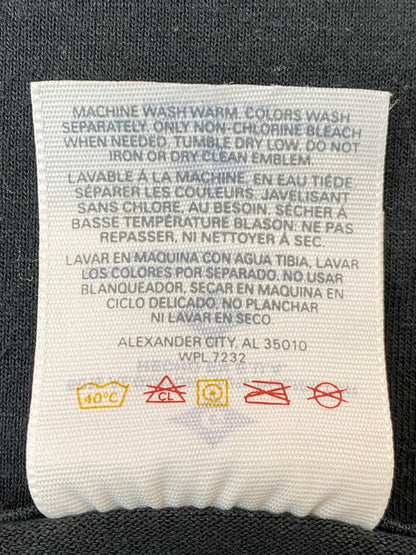 MACHINE WASH WARM. COLORS WASH
SEPARATELY, ONLY NON-CHLORINE BLEACH
WHEN NEEDED, TUMBLE DRY LOW. DO NOT
IRON OR DRY CLEAN EMBLEM.
LAVABLE À LA MACHINE, EN EAU TIÉDE,
SÉPARER LES COULEURS, JAVELISANT
SANS CHLORE, AU BESOIN, SÉCHER À
BASSE TEMPÉRATURE BLASON: NE PAS
REPASSER, NI NETTOYER Á SEC.
LAVAR EN MAQUINA CON AGUA TIBIA, LAVAR
LOS COLORES POR SEPARADO. NO USAR
BLANQUEADOR, SECAR EN MAQUINA EN
CICLO DELICADO, NO PLANCHAR
NI LAVAR EN SECO
ALEXANDER CITY, AL 35010
WPL 7232
40°C CL